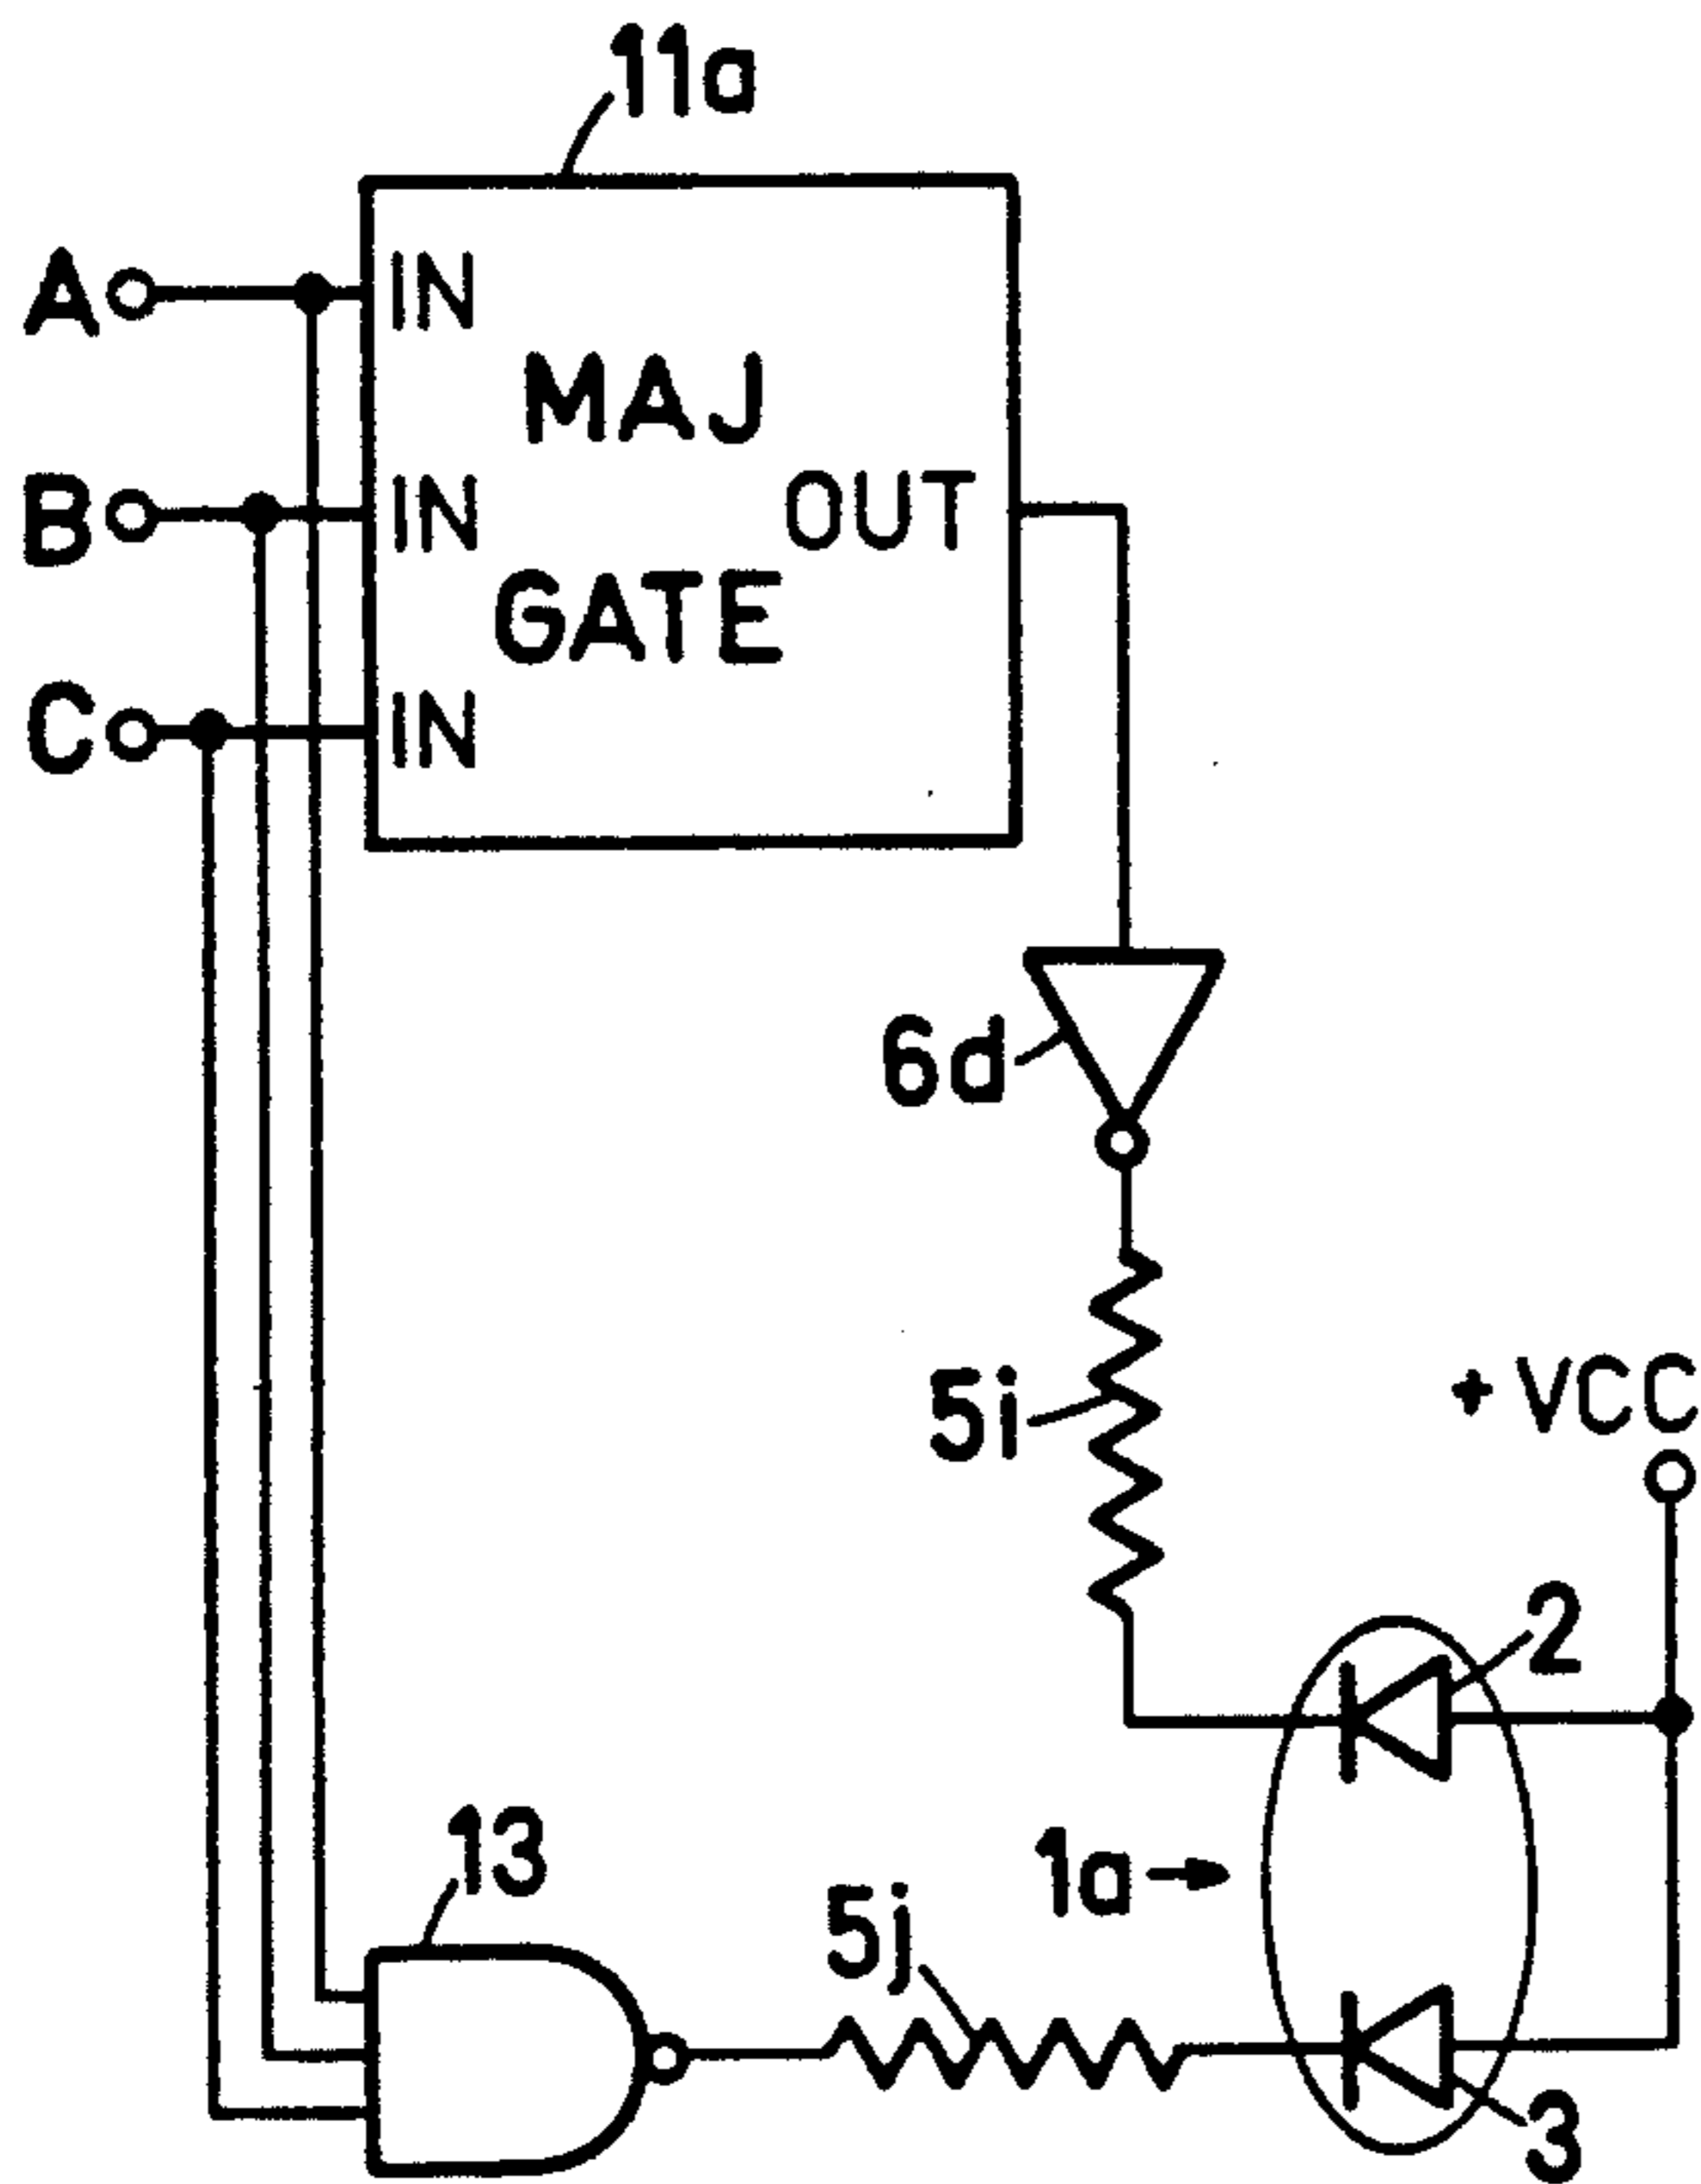 11a
A IN
MAJ
B IN OUT
GATE
C IN
6d
5i
+VCC
2
13
1a
5j
3